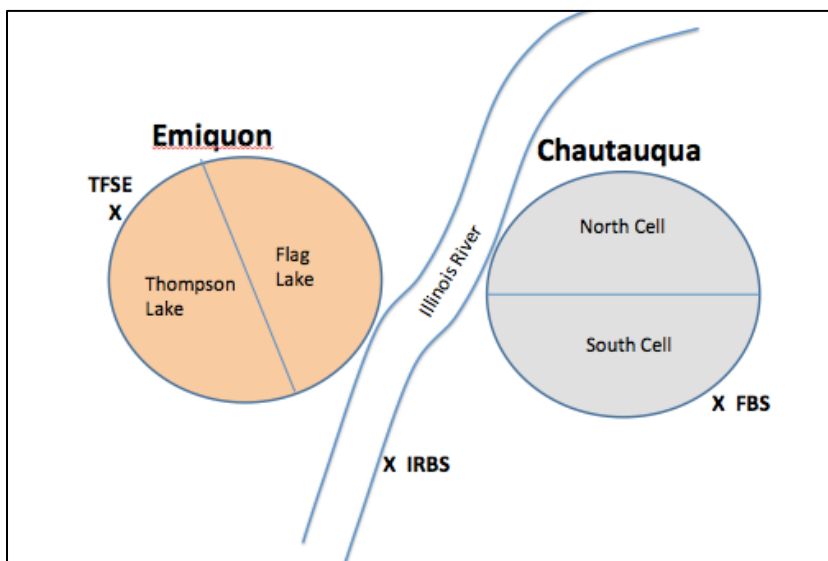 Emiquon
Chautauqua
TFSE
X
Flag
Lake
Thompson
Lake
Illinois River
North Cell
South Cell
X FBS
X IRBS